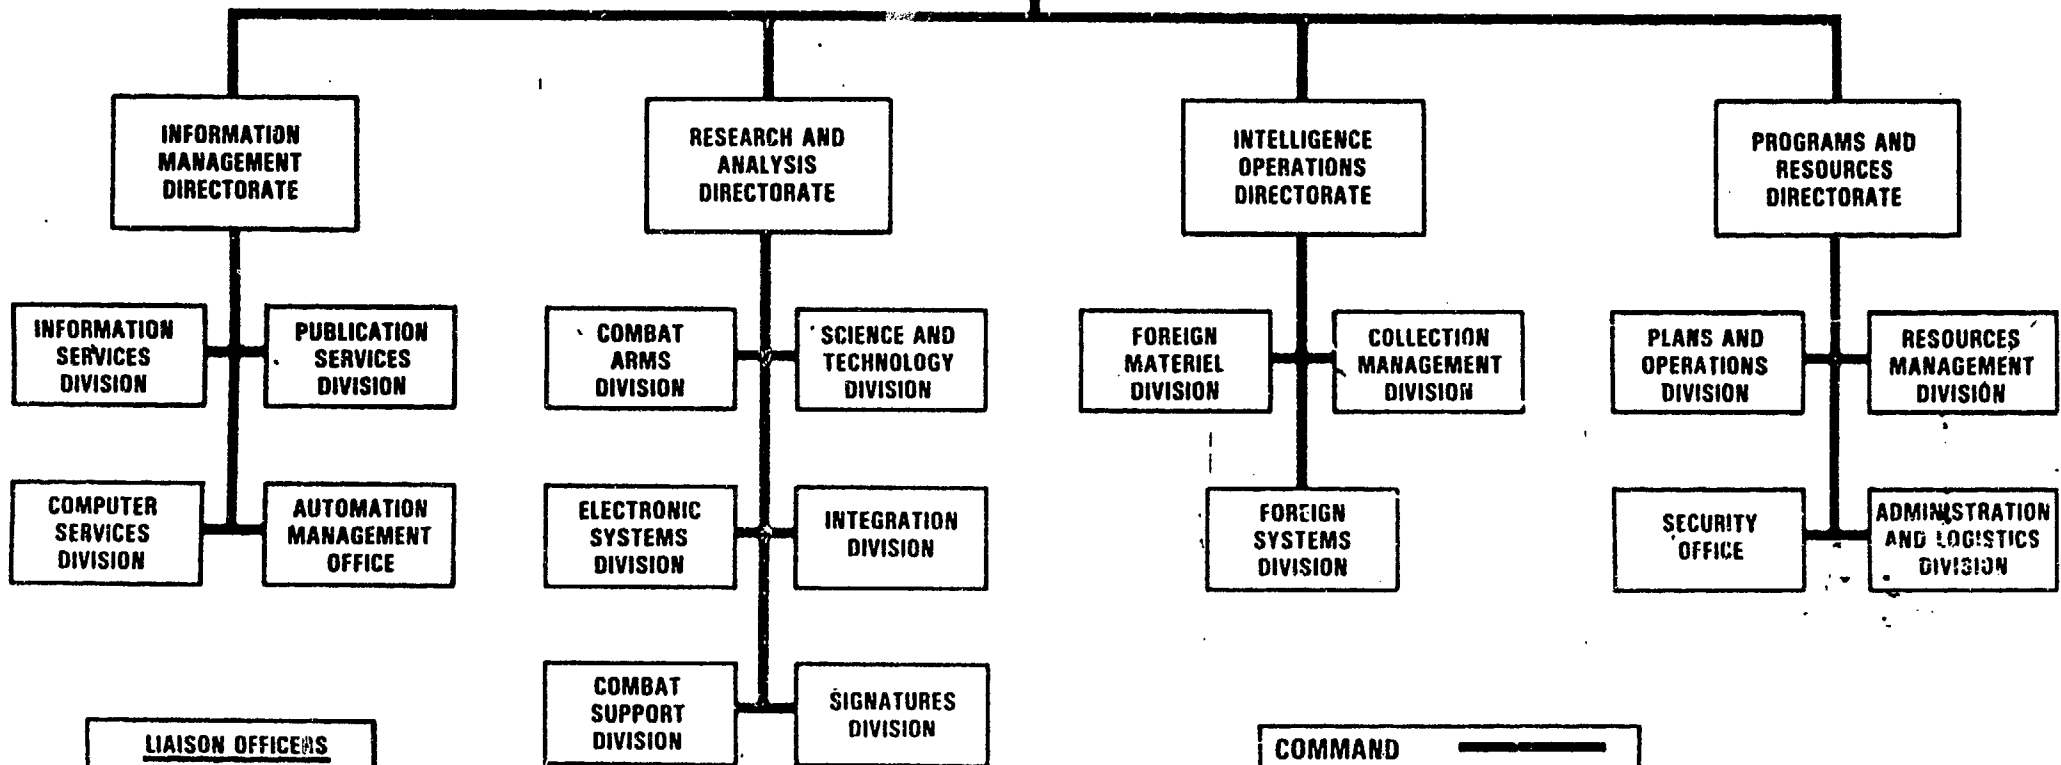 INFORMATION
MANAGEMENT
DIRECTORATE
RESEARCH AND
ANALYSIS
DIRECTORATE
INTELLIGENCE
OPERATIONS
DIRECTORATE
PROGRAMS AND
RESOURCES
DIRECTORATE
INFORMATION
SERVICES
DIVISION
PUBLICATION
SERVICES
DIVISION
COMBAT
ARMS
DIVISION
SCIENCE AND
TECHNOLOGY
DIVISION
FOREIGN
MATERIEL
DIVISION
COLLECTION
MANAGEMENT
DIVISION
PLANS AND
OPERATIONS
DIVISION
RESOURCES
MANAGEMENT
DIVISION
COMPUTER
SERVICES
DIVISION
AUTOMATION
MANAGEMENT
OFFICE
ELECTRONIC
SYSTEMS
DIVISION
INTEGRATION
DIVISION
FOREIGN
SYSTEMS
DIVISION
SECURITY
OFFICE
ADMINISTRATION
AND LOGISTICS
DIVISION
COMBAT
SUPPORT
DIVISION
SIGNATURES
DIVISION
LIAISON OFFICERS
COMMAND